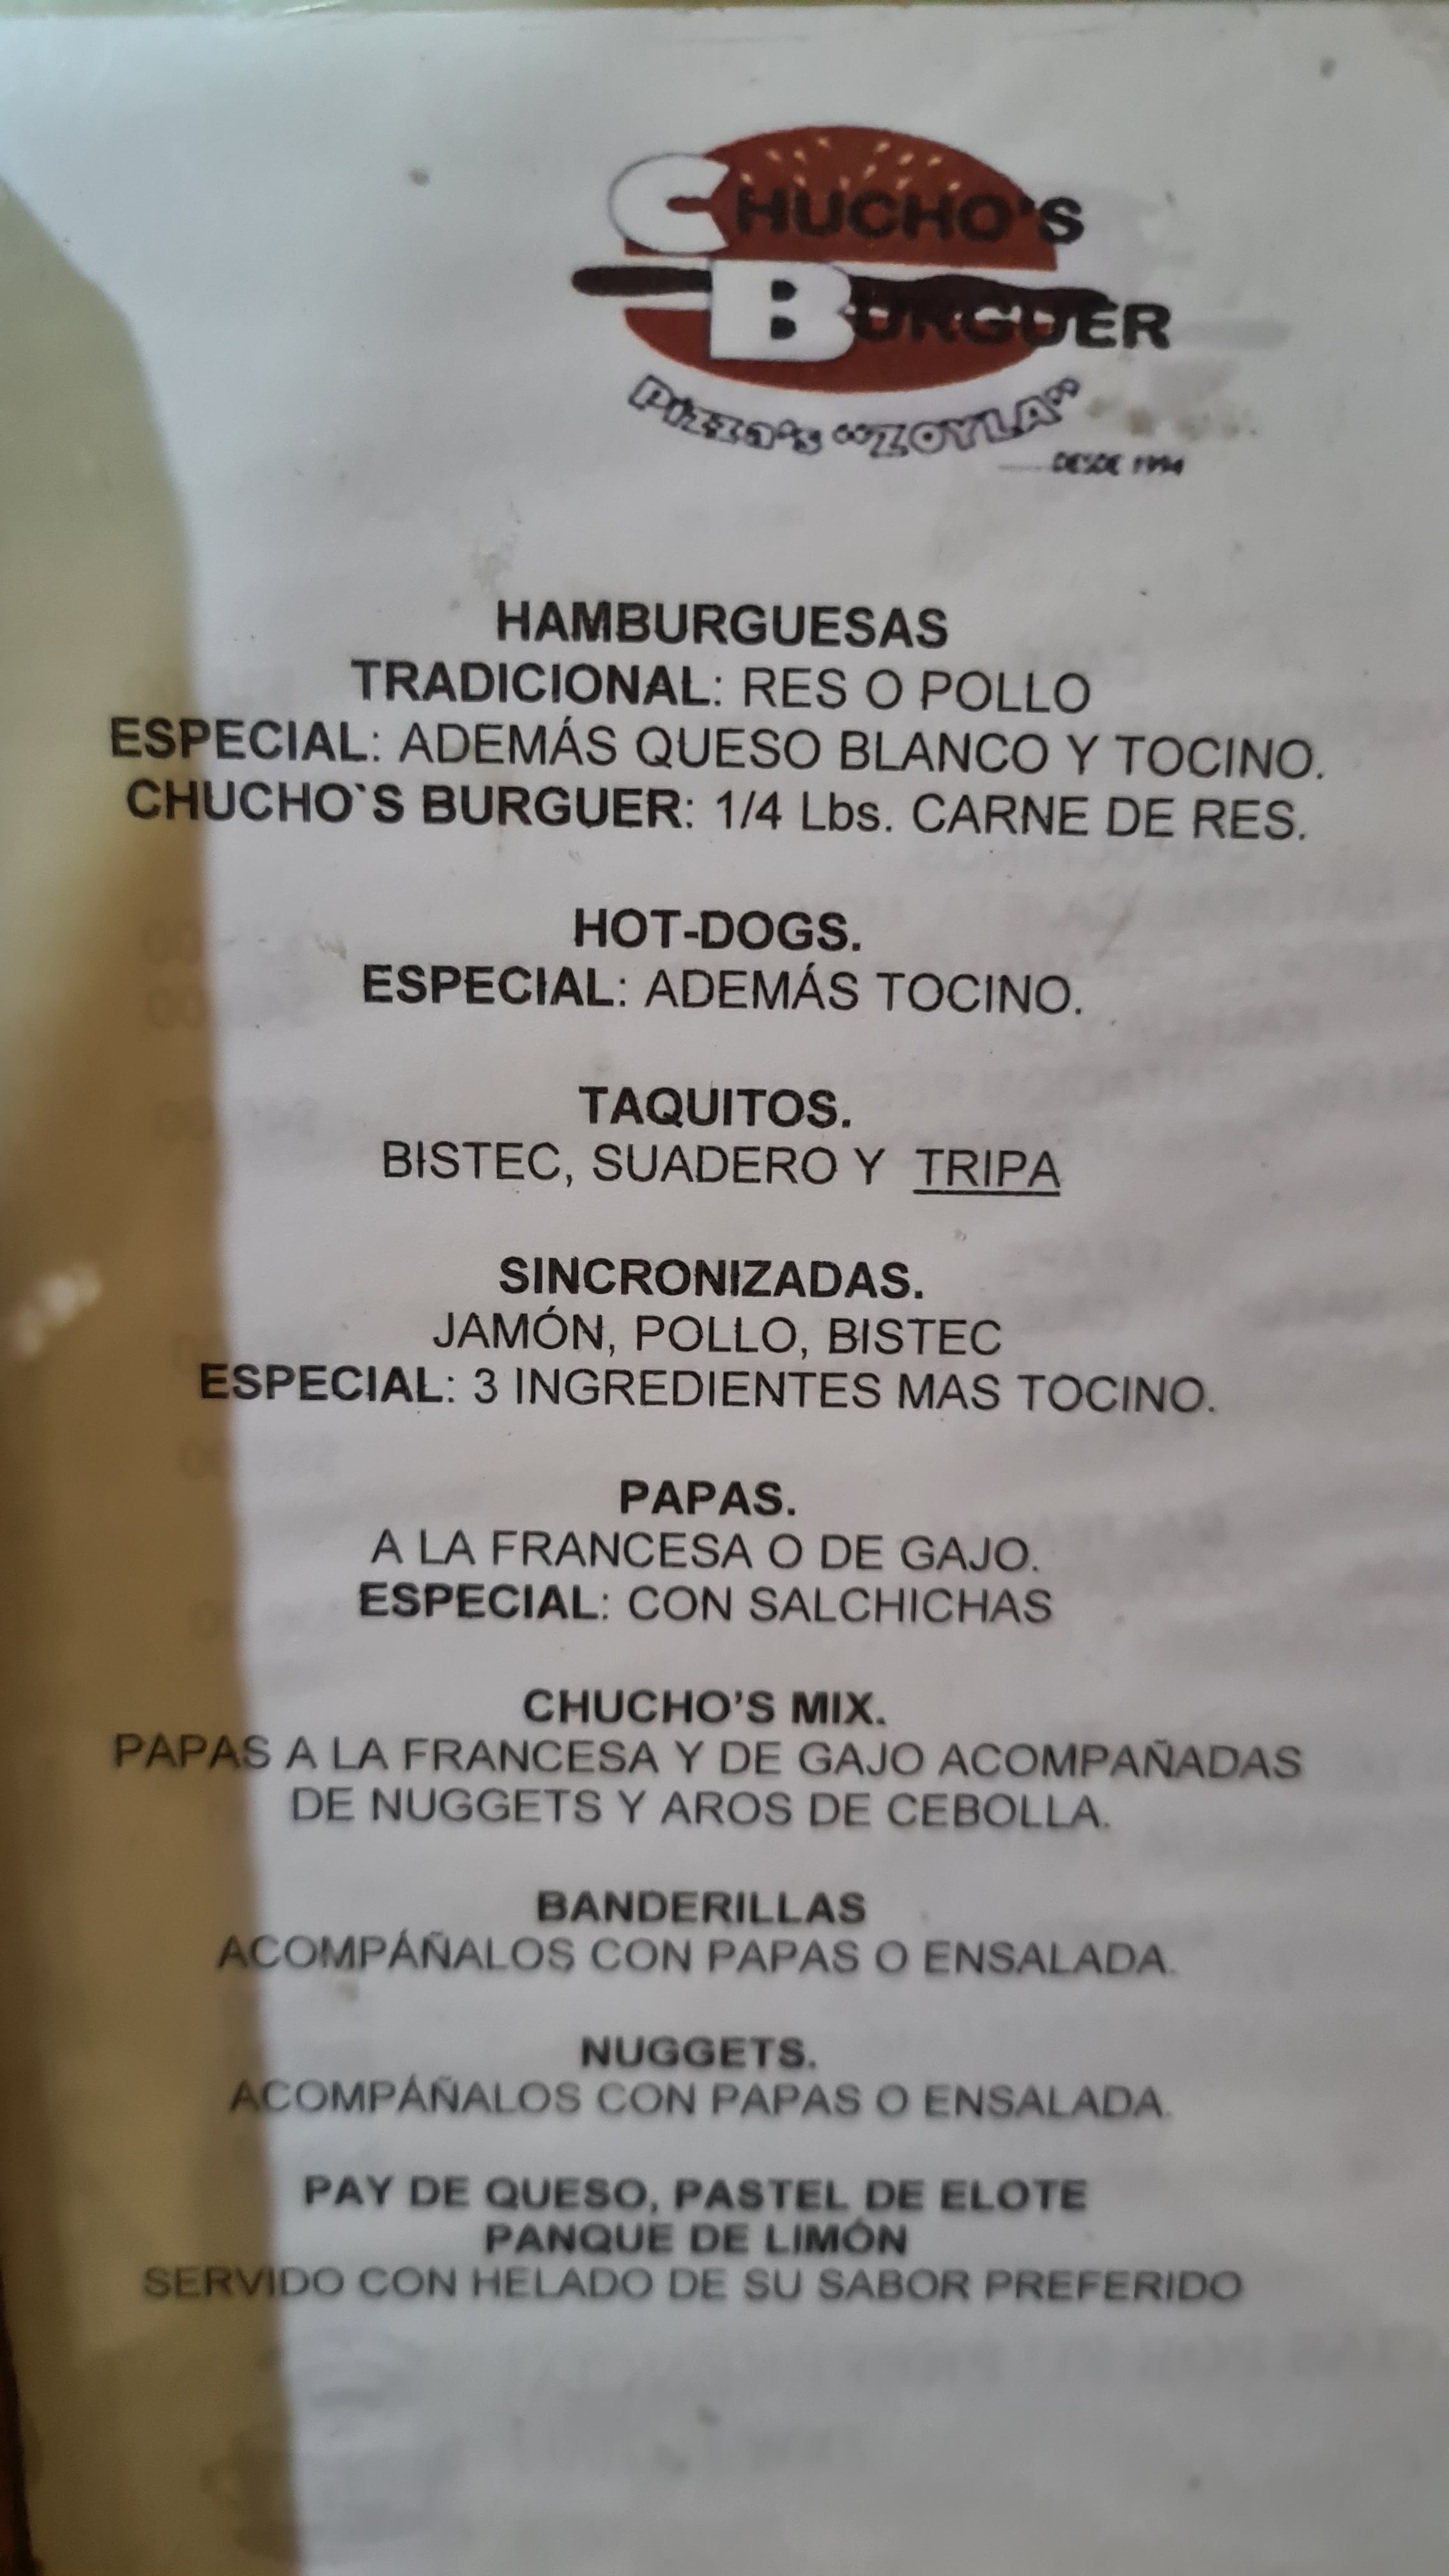 CHUCHO'S
BURGUER
Pizza's "ZOYLA"
DESDE 1994
HAMBURGUESAS
TRADICIONAL: RES O POLLO
ESPECIAL: ADEMÁS QUESO BLANCO Y TOCINO.
CHUCHO`S BURGUER: 1/4 Lbs. CARNE DE RES.
HOT-DOGS.
ESPECIAL: ADEMÁS TOCINO.
TAQUITOS.
BISTEC, SUADERO Y TRIPA
SINCRONIZADAS.
JAMÓN, POLLO, BISTEC
ESPECIAL: 3 INGREDIENTES MAS TOCINO.
PAPAS.
A LA FRANCESA O DE GAJO.
ESPECIAL: CON SALCHICHAS
CHUCHO'S MIX.
PAPAS A LA FRANCESA Y DE GAJO ACOMPAÑADAS
DE NUGGETS Y AROS DE CEBOLLA.
BANDERILLAS
ACOMPÁÑALOS CON PAPAS O ENSALADA.
NUGGETS.
ACOMPÁÑALOS CON PAPAS O ENSALADA.
PAY DE QUESO, PASTEL DE ELOTE
PANQUE DE LIMÓN
SERVIDO CON HELADO DE SU SABOR PREFERIDO